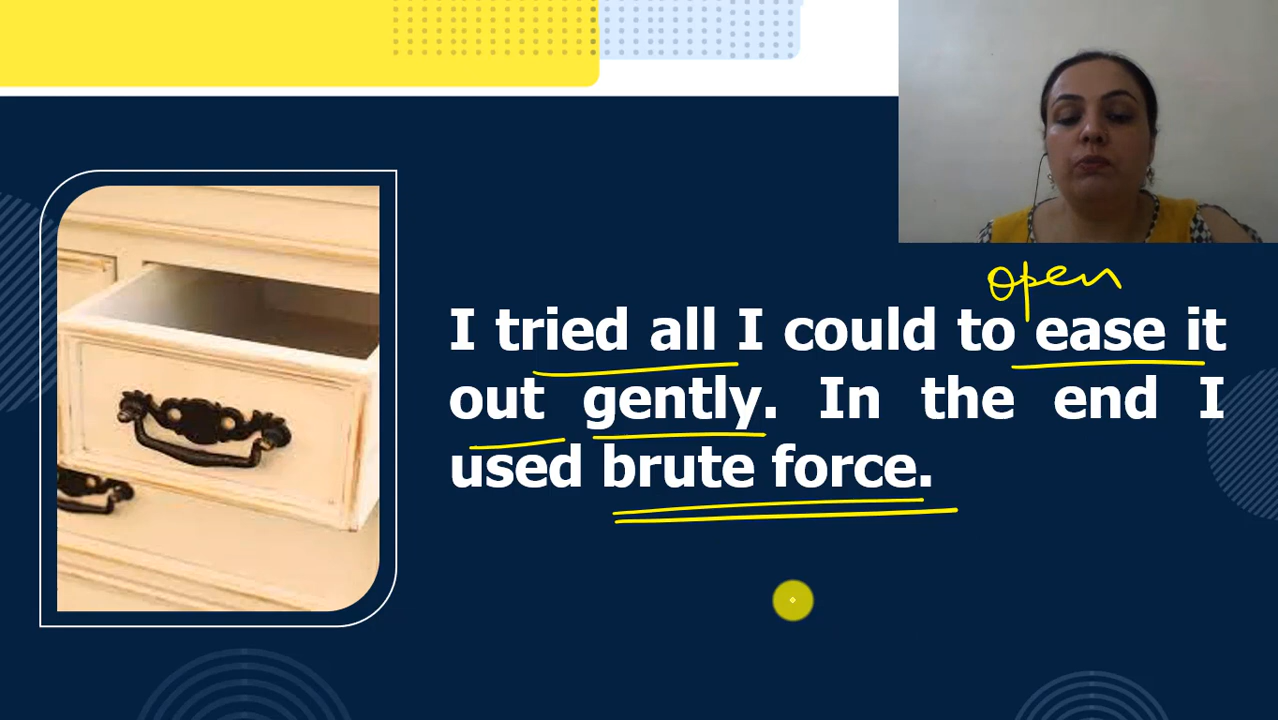 open
I tried all I could to ease it
out gently. In the end I
used brute force.